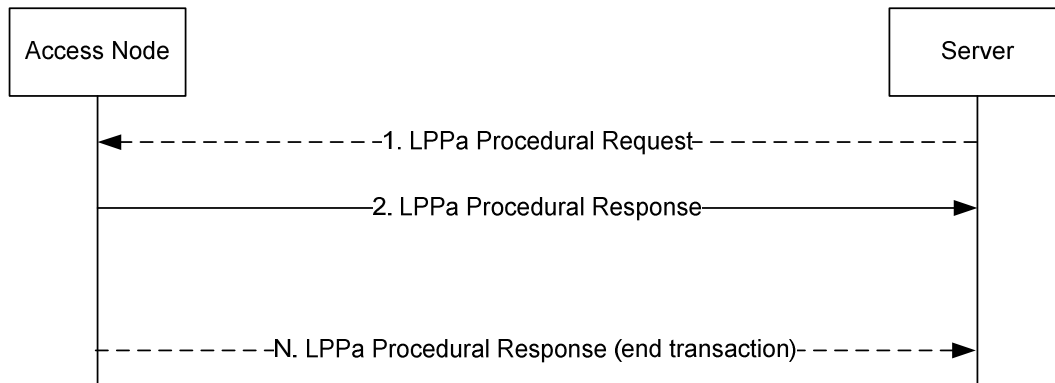 Access Node
Server
1. LPPa Procedural Request
2. LPPa Procedural Response
N. LPPa Procedural Response (end transaction)